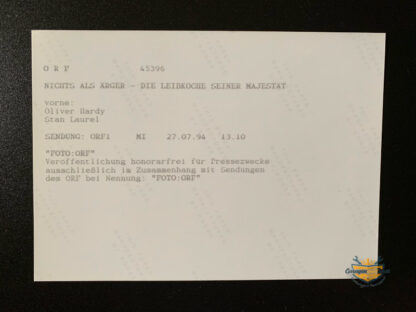 O R F 45396
NICHTS ALS ÄRGER - DIE LEIBKÖCHE SEINER MAJESTÄT
vorne:
Oliver Hardy
Stan Laurel
SENDUNG: ORF1 MI 27.07.94 13.10
"FOTO:ORF"
Veröffentlichung honorarfrei für Pressezwecke
ausschließlich im Zusammenhang mit Sendungen
des ORF bei Nennung: "FOTO:ORF"